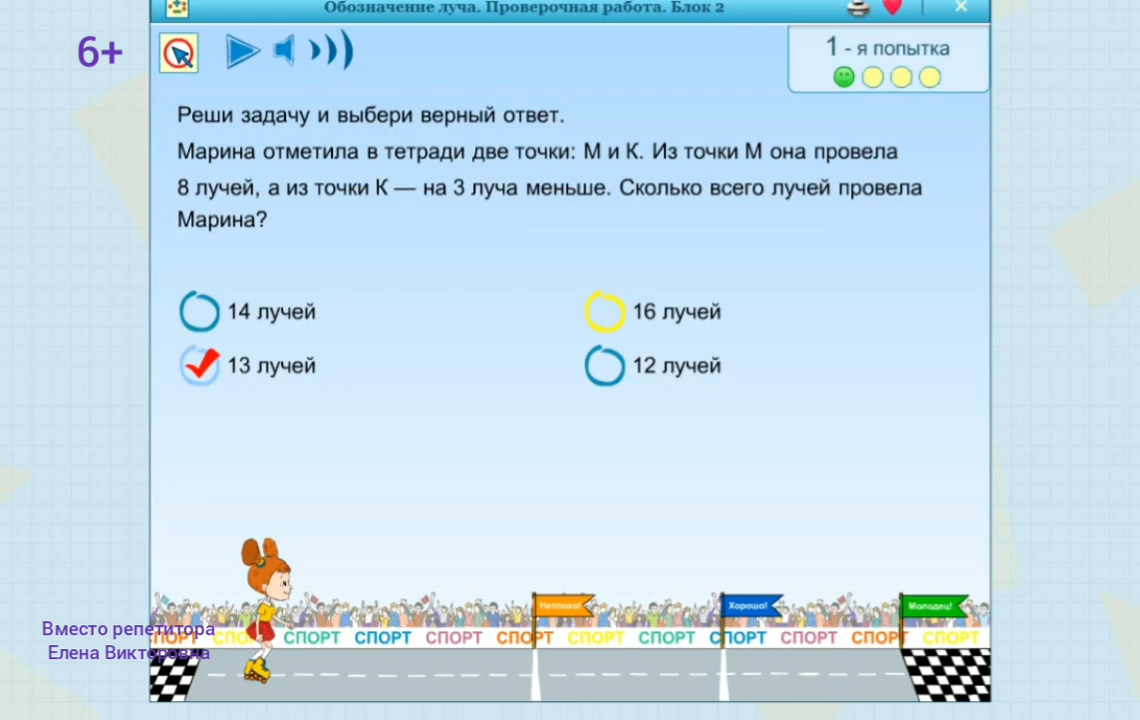 Обозначение луча. Проверочная работа. Блок 2
6+
1 - я попытка
Реши задачу и выбери верный ответ.
Марина отметила в тетради две точки: М и К. Из точки М она провела
8 лучей, а из точки К — на 3 луча меньше. Сколько всего лучей провела
Марина?
14 лучей
16 лучей
13 лучей
12 лучей
Неплохо!
Хорошо!
Молодец!
СПОРТ СПОРТ СПОРТ СПОРТ СПОРТ СПОРТ СПОРТ СПОРТ СПОРТ СПОРТ
Вместо репетитора
Елена Викторовна